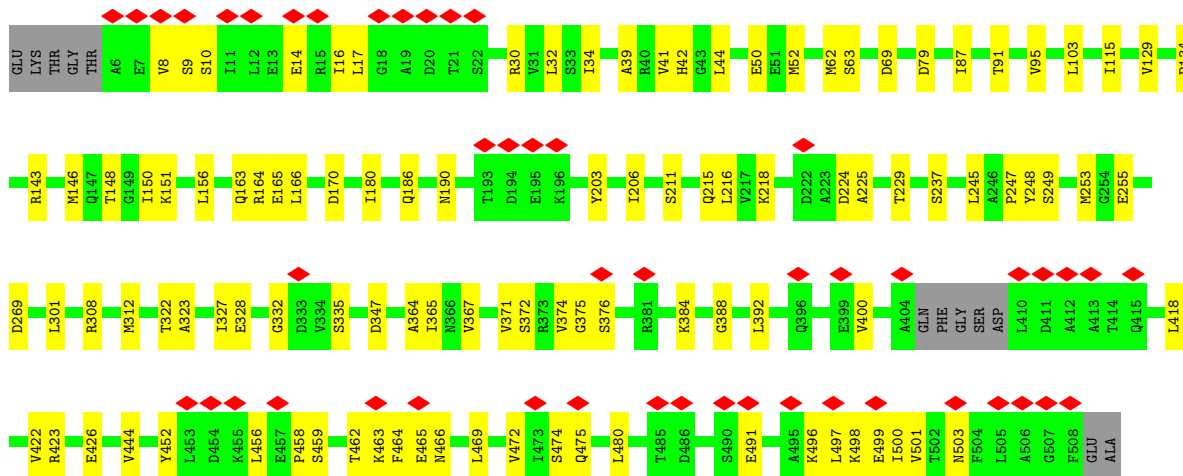 GLU LYS THR GLY THR A6 E7 V8 S9 S10 I11 L12 E13 E14 R15 I16 L17 G18 A19 D20 T21 S22 R30 V31 L32 S33 I34 A39 R40 V41 H42 G43 L44 E50 E51 M52 M62 S63 D69 D79 I87 T91 V95 L103 I115 V129
R143 M146 Q147 T148 G149 I150 K151 L156 Q163 R164 E165 L166 D170 I180 Q186 N190 T193 D194 E195 K196 Y203 I206 S211 Q215 L216 V217 K218 D222 A223 D224 A225 T229 S237 L245 A246 P247 Y248 S249 M253 G254 E255
D269 L301 R308 M312 T322 A323 I327 E328 G332 D333 V334 S335 D347 A364 I365 N366 V367 V371 S372 R373 V374 G375 S376 R381 K384 G388 L392 Q396 E399 V400 A404 GLN PHE GLY SER ASP L410 D411 A412 A413 T414 Q415 L418
V422 R423 E426 V444 Y452 L453 D454 K455 L456 E457 P458 S459 T462 K463 F464 E465 N466 L469 V472 I473 S474 Q475 L480 T485 D486 S490 E491 A495 K496 L497 K498 E499 I500 V501 T502 N503 F504 L505 A506 G507 F508 GLU ALA